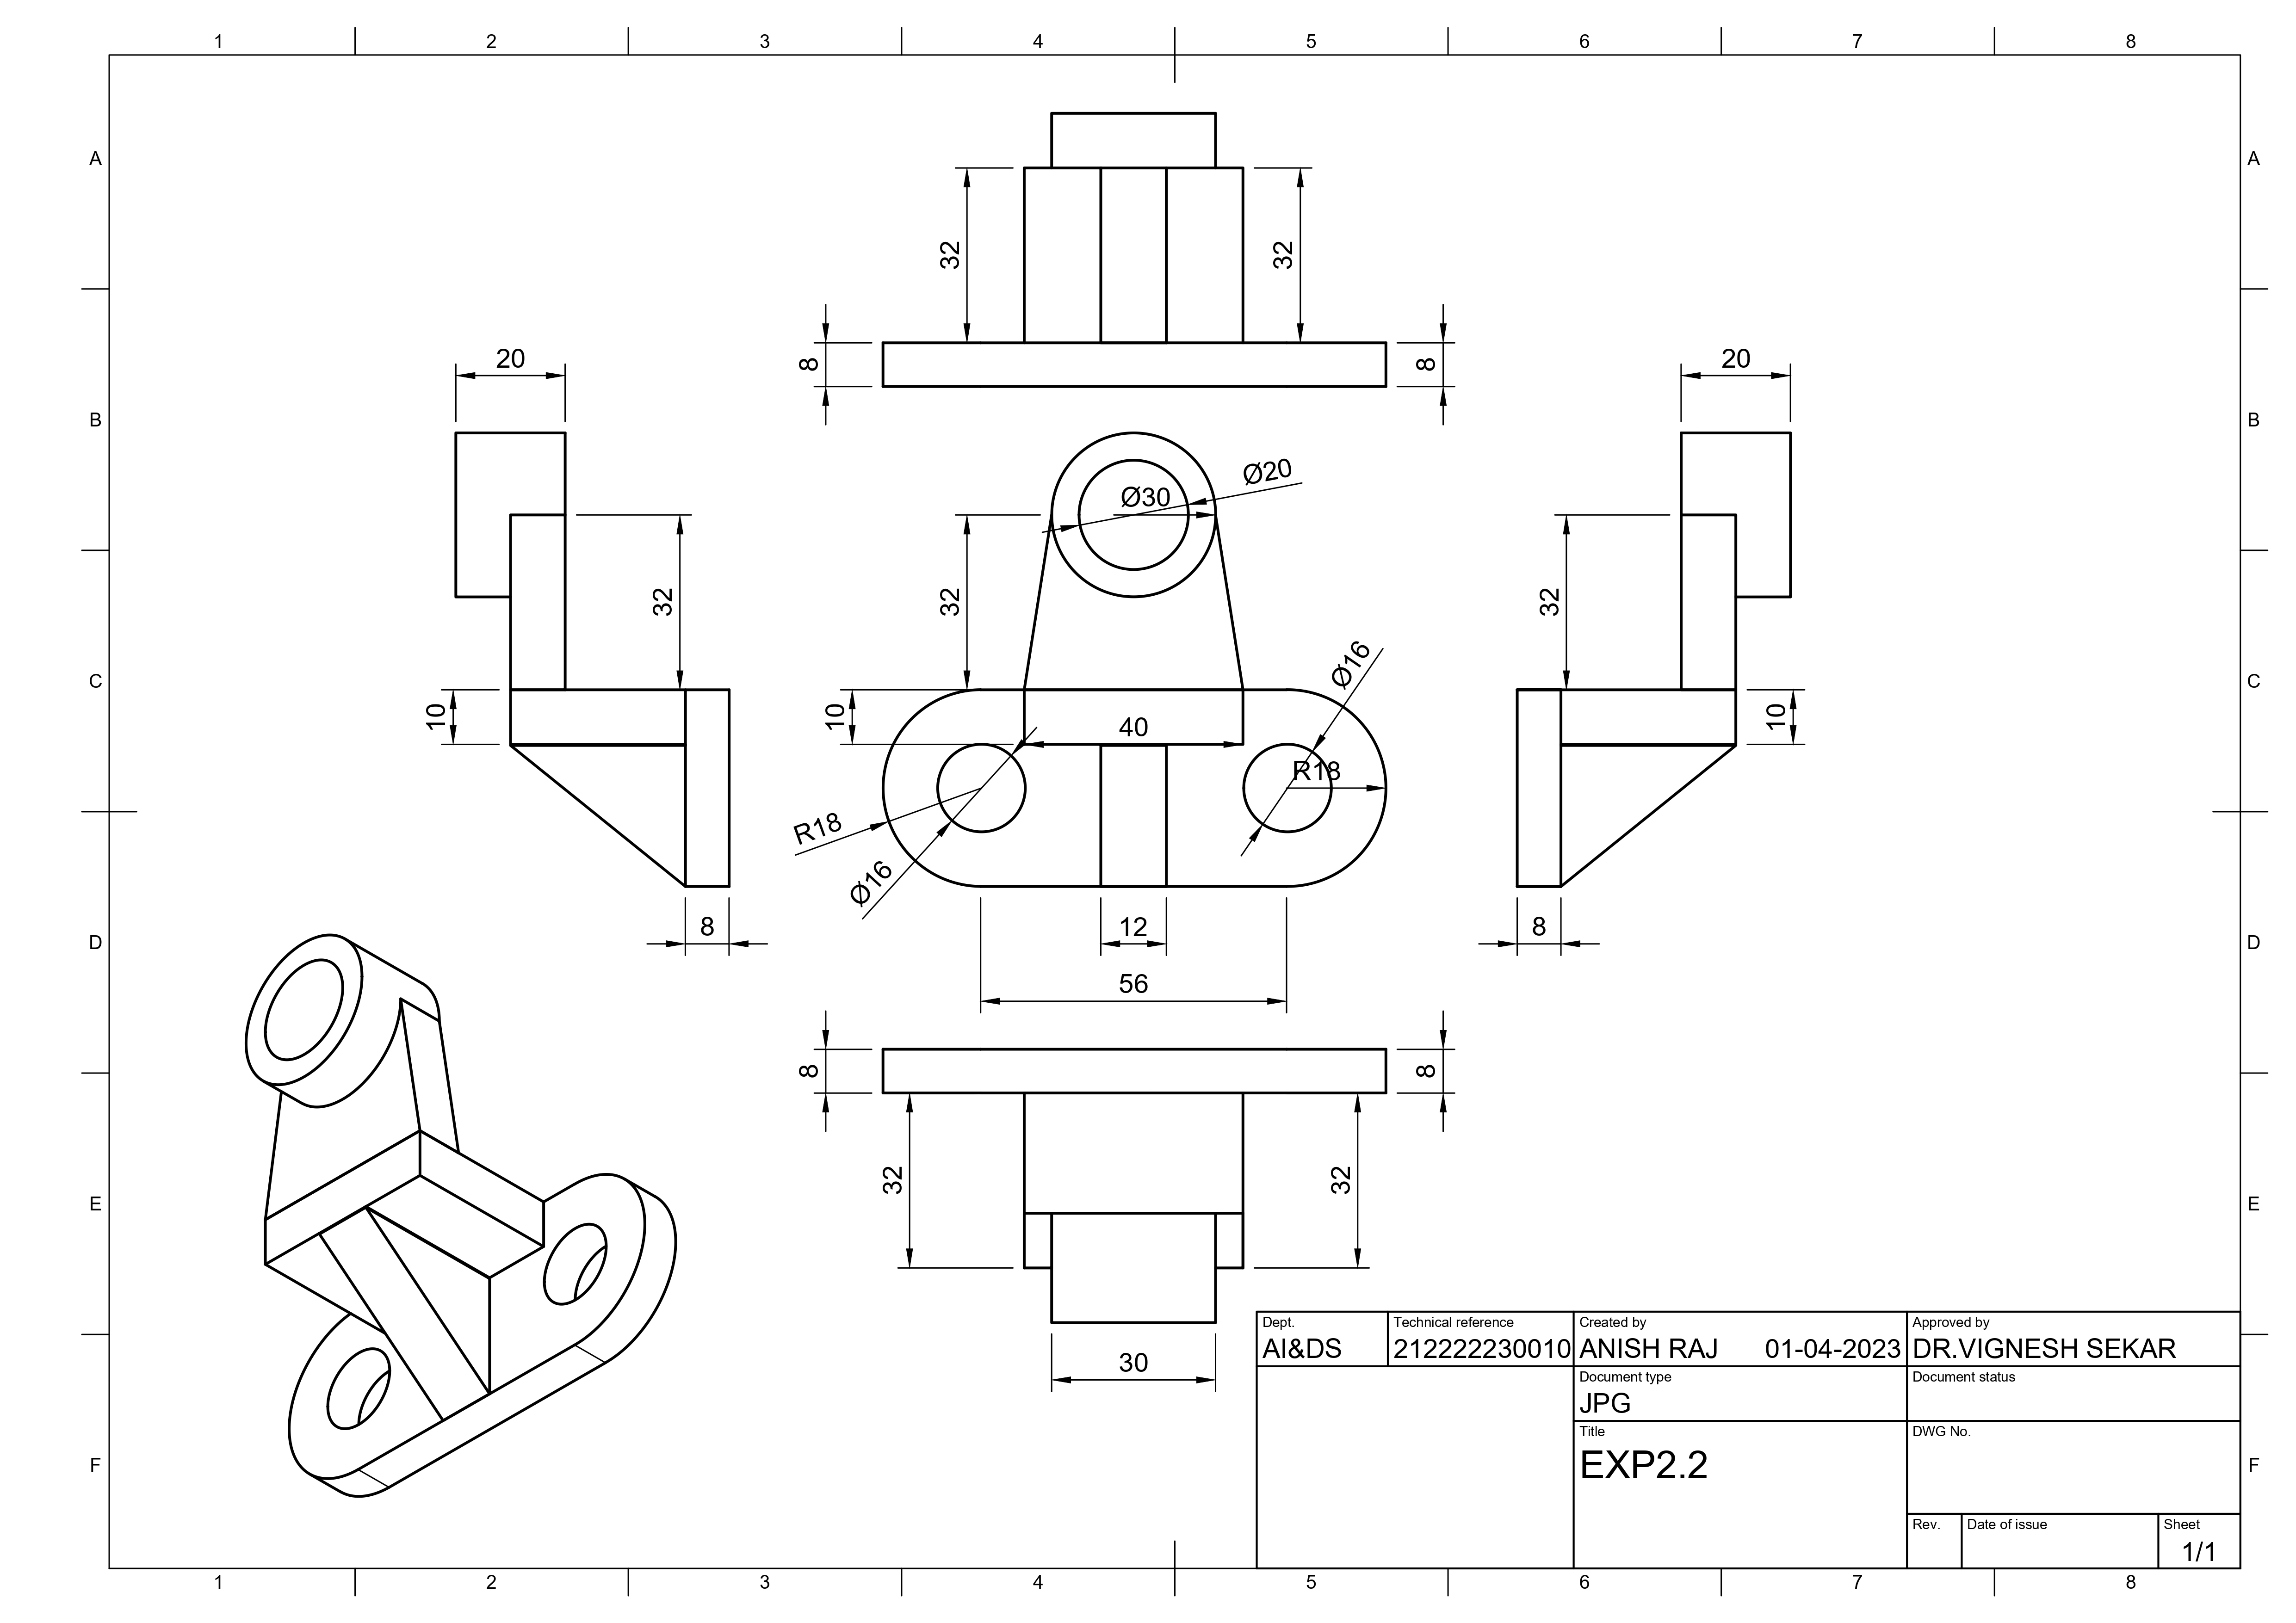 1 2 3 4 5 6 7 8
A A
32 32
8 8
20 20
B B
Ø20
Ø30
32 32 32
Ø16
C C
10 10 40 10
R18
R18
Ø16
8 12 8
D D
56
8 8
32 32
E E
30
Dept. Technical reference Created by Approved by
AI&DS 212222230010 ANISH RAJ 01-04-2023 DR.VIGNESH SEKAR
Document type Document status
JPG
Title DWG No.
EXP2.2
F F
Rev. Date of issue Sheet
1/1
1 2 3 4 5 6 7 8